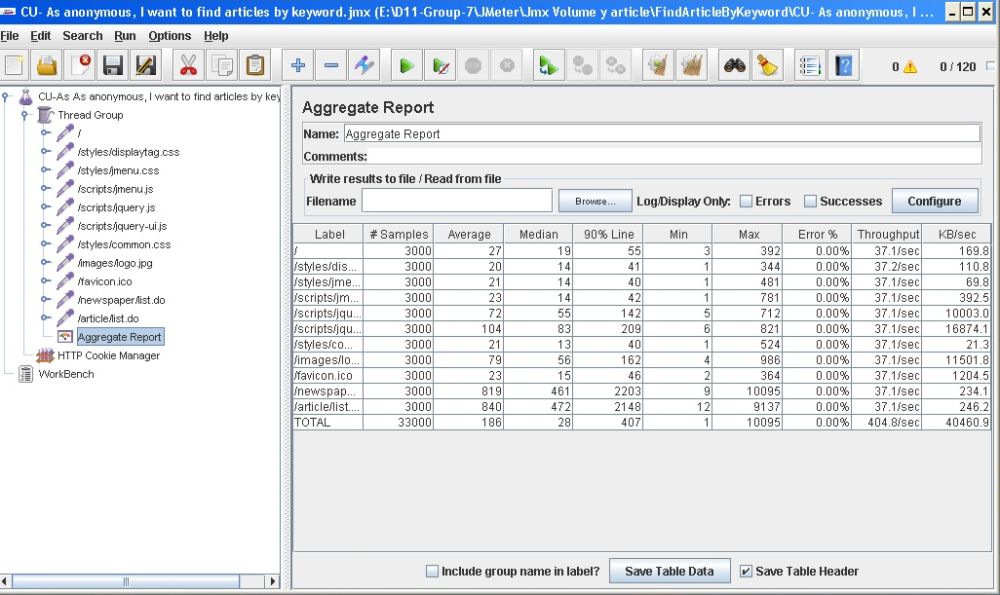 CU- As anonymous, I want to find articles by keyword.jmx (E:\D11-Group-7\JMeter\Jmx Volume y article\FindArticleByKeyword\CU- As anonymous, I ...
File Edit Search Run Options Help
0 0 / 120
CU-As As anonymous, I want to find articles by key
Thread Group
/
/styles/displaytag.css
/styles/jmenu.css
/scripts/jmenu.js
/scripts/jquery.js
/scripts/jquery-ui.js
/styles/common.css
/images/logo.jpg
/favicon.ico
/newspaper/list.do
/article/list.do
Aggregate Report
HTTP Cookie Manager
WorkBench
Aggregate Report
Name: Aggregate Report
Comments:
Write results to file / Read from file
Filename Browse... Log/Display Only: Errors Successes Configure
Label # Samples Average Median 90% Line Min Max Error % Throughput KB/sec
/ 3000 27 19 55 3 392 0.00% 37.1/sec 169.8
/styles/dis... 3000 20 14 41 1 344 0.00% 37.2/sec 110.8
/styles/jme... 3000 21 14 40 1 481 0.00% 37.1/sec 69.8
/scripts/jm... 3000 23 14 42 1 781 0.00% 37.1/sec 392.5
/scripts/jqu... 3000 72 55 142 5 712 0.00% 37.1/sec 10003.0
/scripts/jqu... 3000 104 83 209 6 821 0.00% 37.1/sec 16874.1
/styles/co... 3000 21 13 40 1 524 0.00% 37.1/sec 21.3
/images/lo... 3000 79 56 162 4 986 0.00% 37.1/sec 11501.8
/favicon.ico 3000 23 15 46 2 364 0.00% 37.1/sec 1204.5
/newspap... 3000 819 461 2203 9 10095 0.00% 37.1/sec 234.1
/article/list.... 3000 840 472 2148 12 9137 0.00% 37.1/sec 246.2
TOTAL 33000 186 28 407 1 10095 0.00% 404.8/sec 40460.9
Include group name in label? Save Table Data Save Table Header